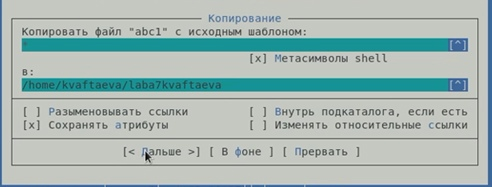 Копирование
Копировать файл "abc1" с исходным шаблоном:
* [^]
[x] Метасимволы shell
в:
/home/kvaftaeva/laba7kvaftaeva [^]
[ ] Разыменовывать ссылки [ ] Внутрь подкаталога, если есть
[x] Сохранять атрибуты [ ] Изменять относительные ссылки
[< Дальше >] [ В фоне ] [ Прервать ]